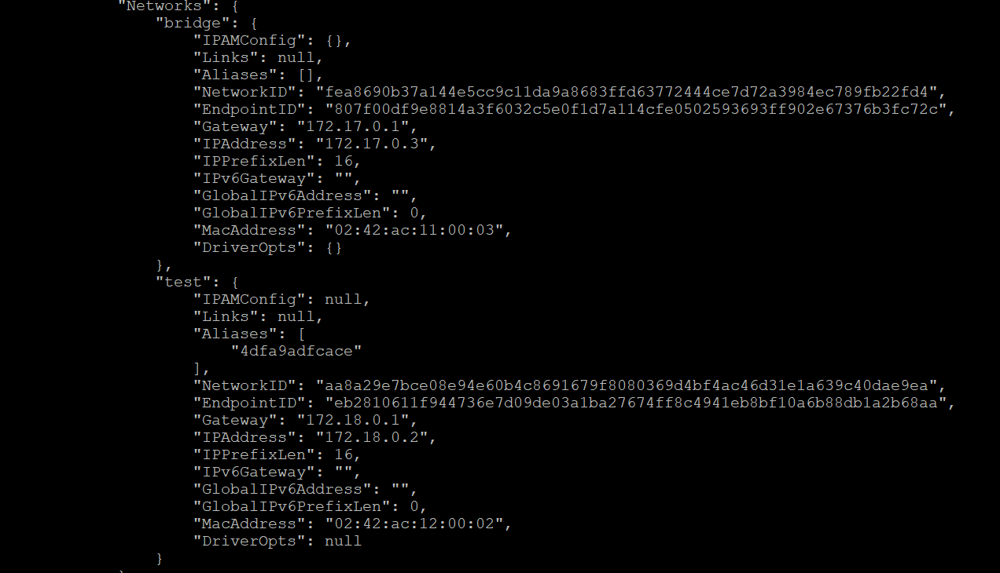 "Networks": {
"bridge": {
"IPAMConfig": {},
"Links": null,
"Aliases": [],
"NetworkID": "fea8690b37a144e5cc9c11da9a8683ffd63772444ce7d72a3984ec789fb22fd4",
"EndpointID": "807f00df9e8814a3f6032c5e0f1d7a114cfe0502593693ff902e67376b3fc72c",
"Gateway": "172.17.0.1",
"IPAddress": "172.17.0.3",
"IPPrefixLen": 16,
"IPv6Gateway": "",
"GlobalIPv6Address": "",
"GlobalIPv6PrefixLen": 0,
"MacAddress": "02:42:ac:11:00:03",
"DriverOpts": {}
},
"test": {
"IPAMConfig": null,
"Links": null,
"Aliases": [
"4dfa9adfcace"
],
"NetworkID": "aa8a29e7bce08e94e60b4c8691679f8080369d4bf4ac46d31e1a639c40dae9ea",
"EndpointID": "eb2810611f944736e7d09de03a1ba27674ff8c4941eb8bf10a6b88db1a2b68aa",
"Gateway": "172.18.0.1",
"IPAddress": "172.18.0.2",
"IPPrefixLen": 16,
"IPv6Gateway": "",
"GlobalIPv6Address": "",
"GlobalIPv6PrefixLen": 0,
"MacAddress": "02:42:ac:12:00:02",
"DriverOpts": null
}